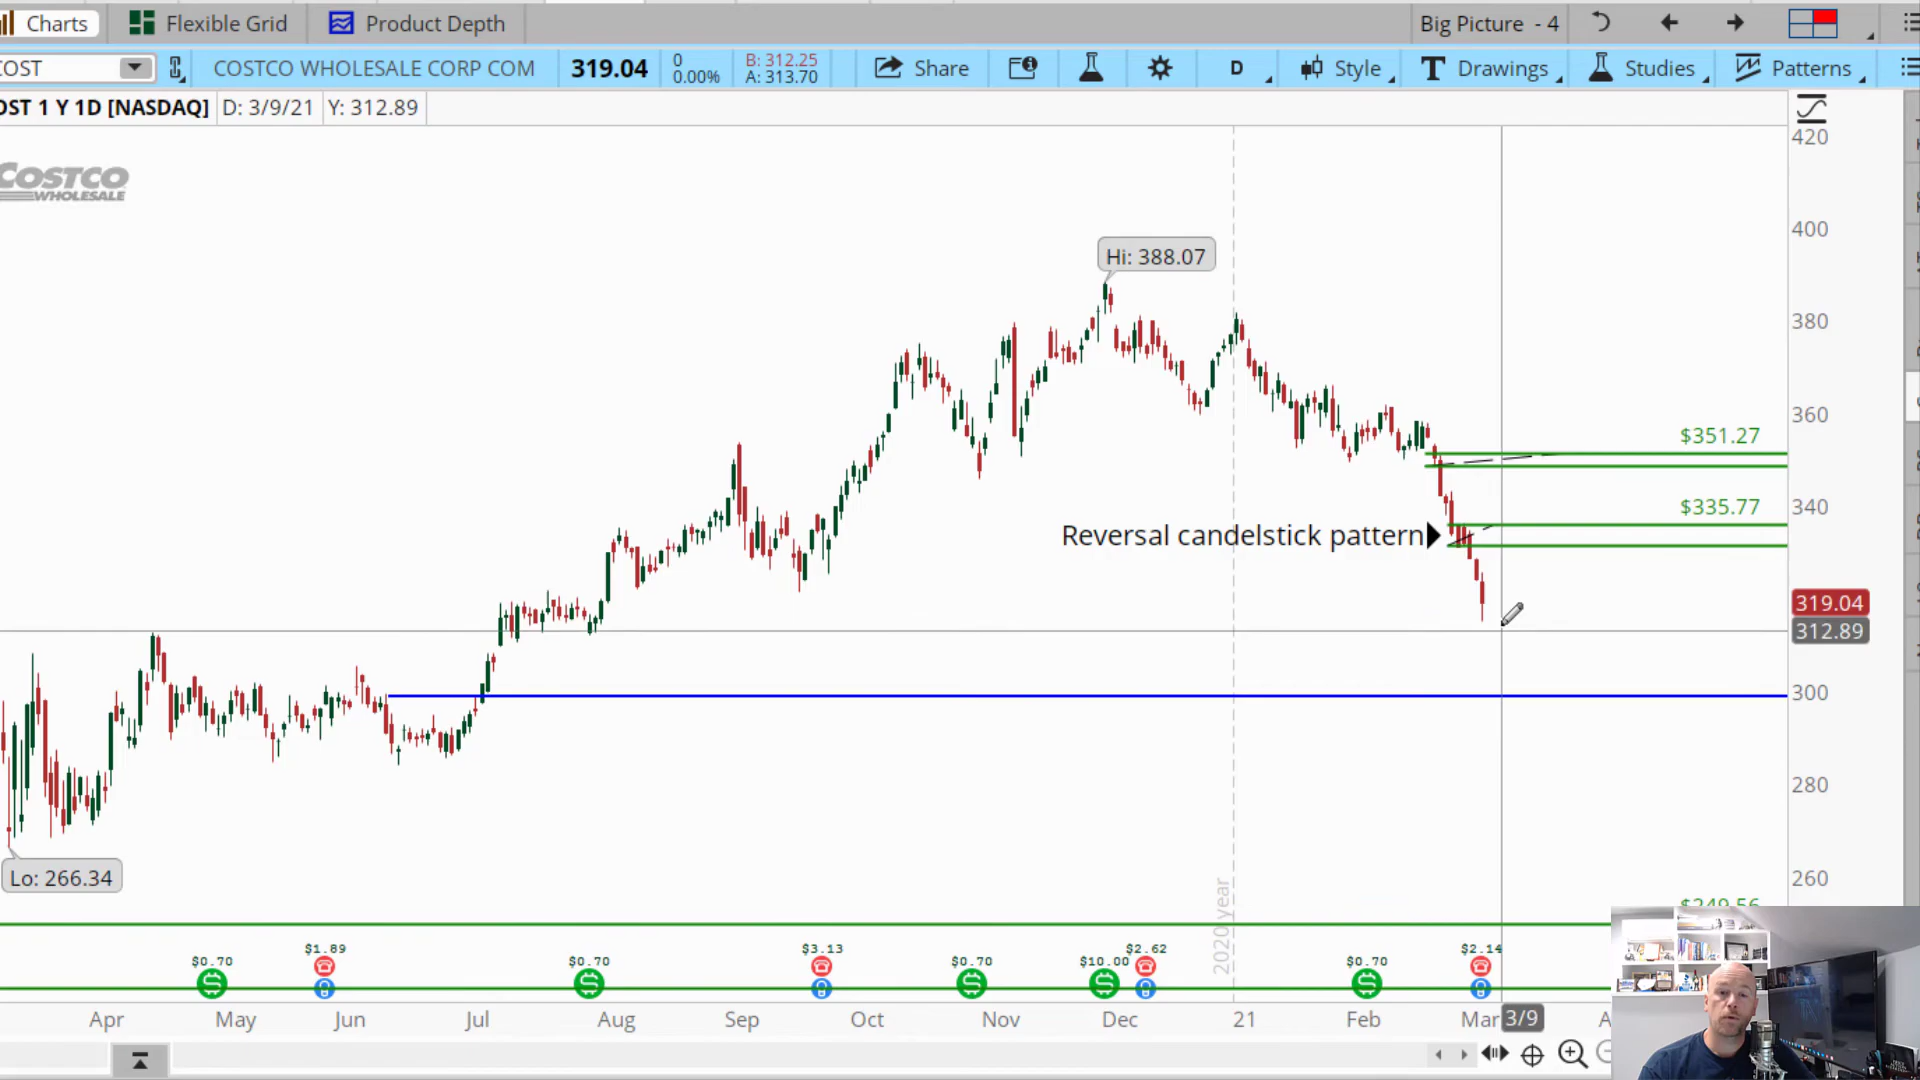 Charts
Flexible Grid
Product Depth
Big Picture - 4
COST
COSTCO WHOLESALE CORP COM
319.04
0
0.00%
B: 312.25
A: 313.70
Share
D
Style
Drawings
Studies
Patterns
OST 1 Y 1D [NASDAQ]
D: 3/9/21
Y: 312.89
COSTCO
WHOLESALE
420
400
Hi: 388.07
380
360
$351.27
$335.77
340
Reversal candelstick pattern
319.04
312.89
300
280
Lo: 266.34
260
$249.56
2020 year
$0.70
$1.89
$0.70
$3.13
$0.70
$10.00
$2.62
$0.70
$2.14
Apr
May
Jun
Jul
Aug
Sep
Oct
Nov
Dec
21
Feb
Mar
3/9
A